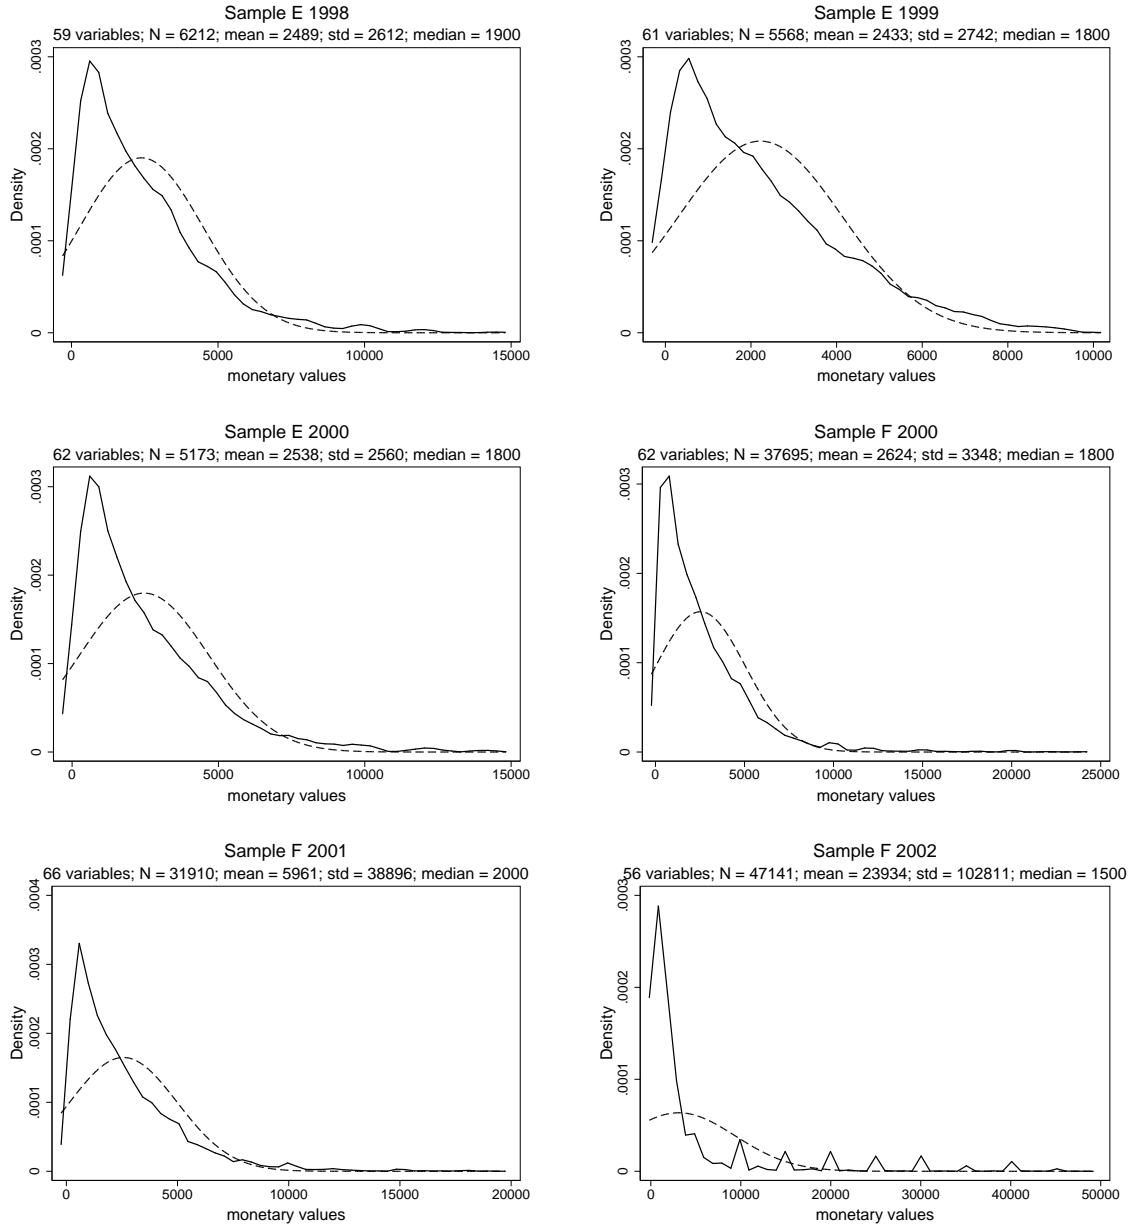 Sample E 1998
59 variables; N = 6212; mean = 2489; std = 2612; median = 1900
.0003
.0002
.0001
0
Density
0 5000 10000 15000
monetary values
Sample E 1999
61 variables; N = 5568; mean = 2433; std = 2742; median = 1800
.0003
.0002
.0001
0
Density
0 2000 4000 6000 8000 10000
monetary values
Sample E 2000
62 variables; N = 5173; mean = 2538; std = 2560; median = 1800
.0003
.0002
.0001
0
Density
0 5000 10000 15000
monetary values
Sample F 2000
62 variables; N = 37695; mean = 2624; std = 3348; median = 1800
.0003
.0002
.0001
0
Density
0 5000 10000 15000 20000 25000
monetary values
Sample F 2001
66 variables; N = 31910; mean = 5961; std = 38896; median = 2000
.0004
.0003
.0002
.0001
0
Density
0 5000 10000 15000 20000
monetary values
Sample F 2002
56 variables; N = 47141; mean = 23934; std = 102811; median = 1500
.0003
.0002
.0001
0
Density
0 10000 20000 30000 40000 50000
monetary values